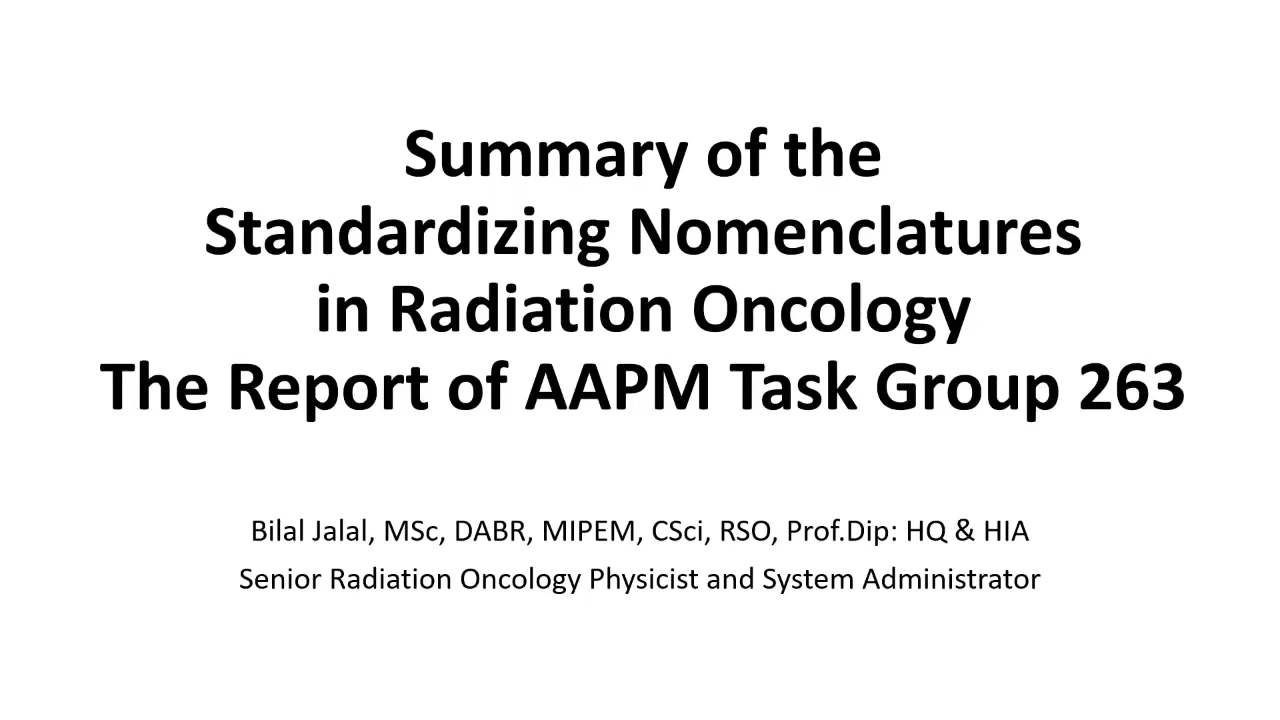 Summary of the
Standardizing Nomenclatures
in Radiation Oncology
The Report of AAPM Task Group 263
Bilal Jalal, MSc, DABR, MIPEM, CSci, RSO, Prof.Dip: HQ & HIA
Senior Radiation Oncology Physicist and System Administrator